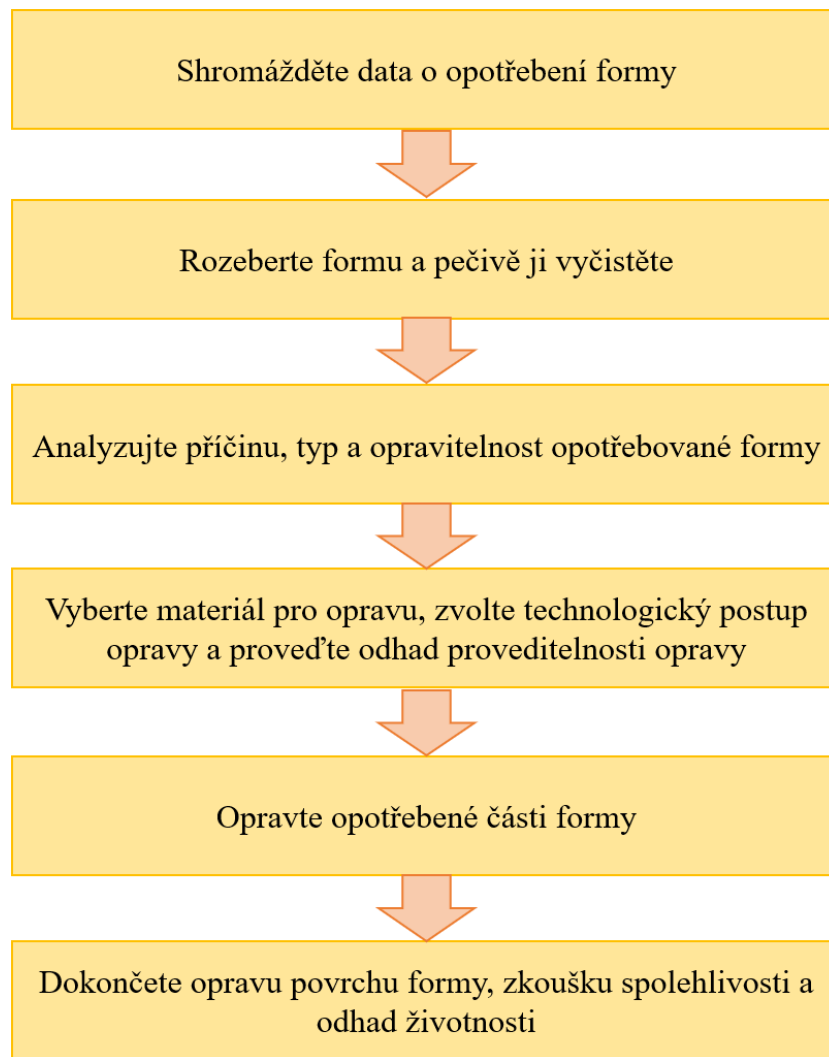 Shromážděte data o opotřebení formy
Rozeberte formu a pečivě ji vyčistěte
Analyzujte příčinu, typ a opravitelnost opotřebované formy
Vyberte materiál pro opravu, zvolte technologický postup
opravy a proveďte odhad proveditelnosti opravy
Opravte opotřebené části formy
Dokončete opravu povrchu formy, zkoušku spolehlivosti a
odhad životnosti